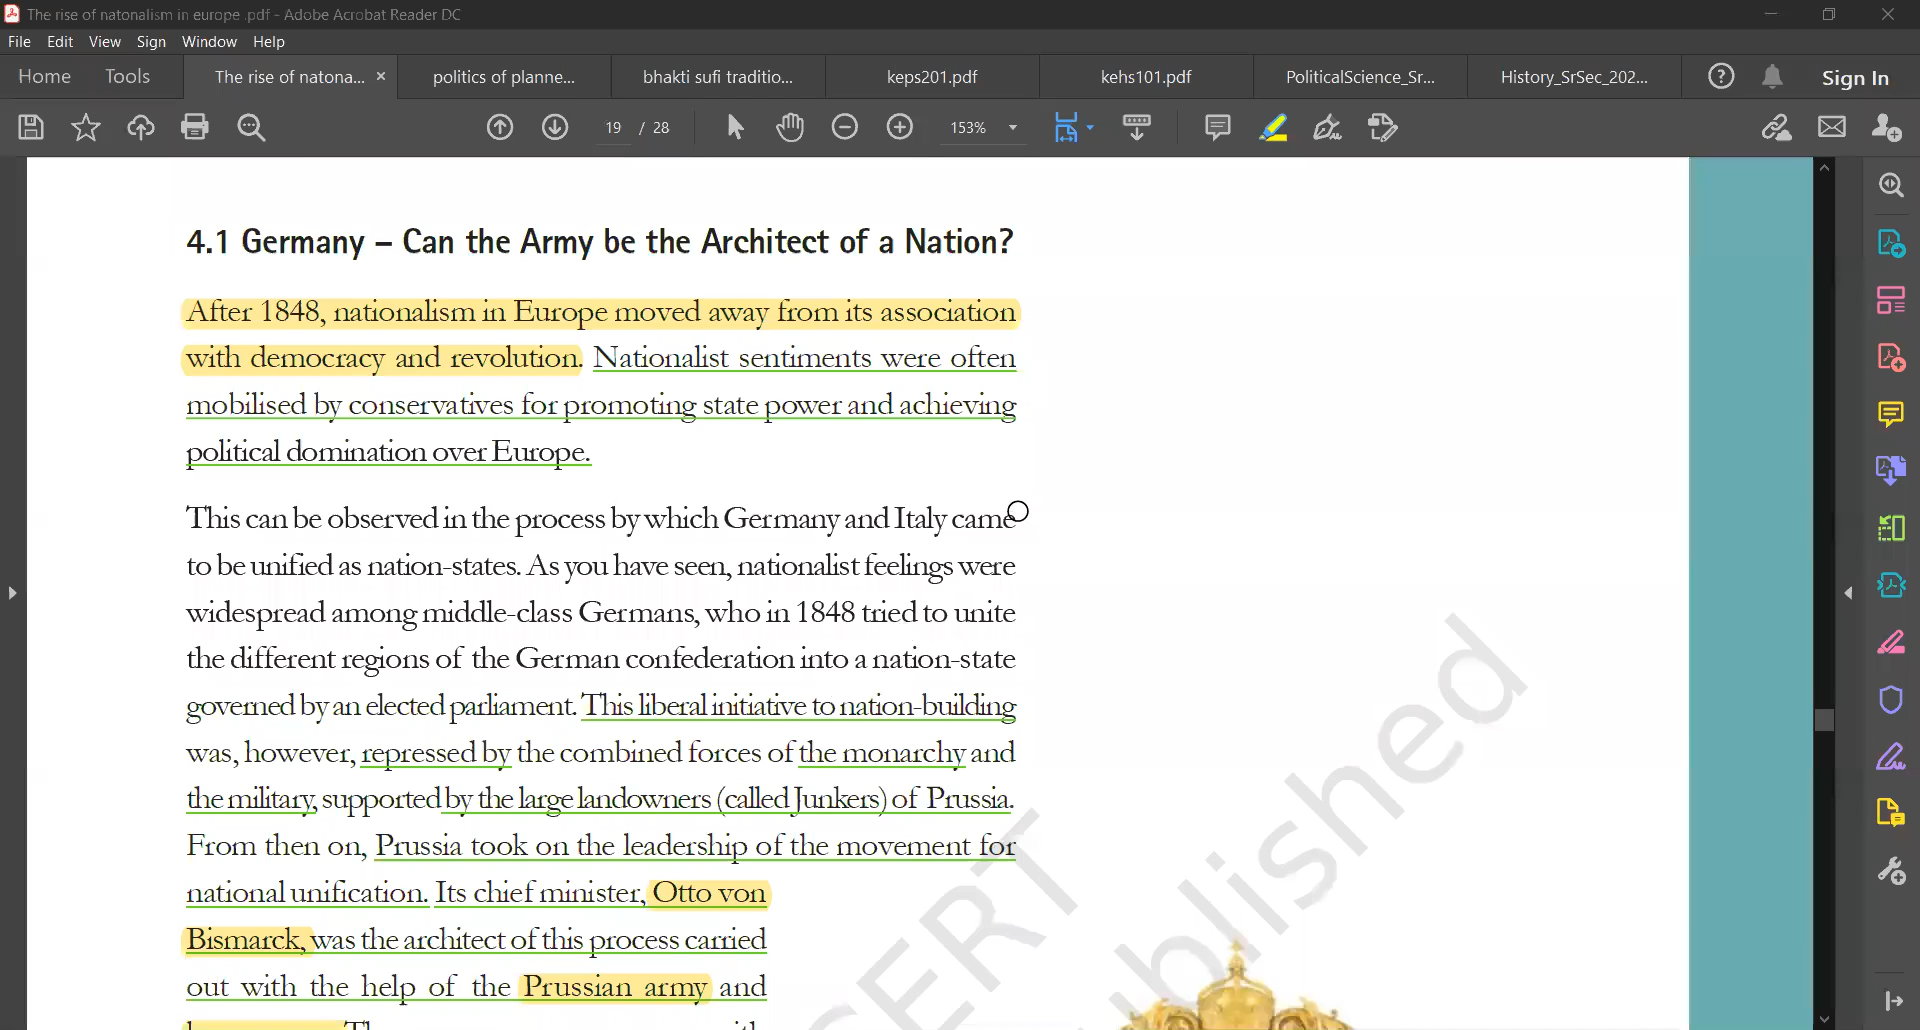 The rise of natonalism in europe .pdf - Adobe Acrobat Reader DC
File Edit View Sign Window Help
Home Tools The rise of natona... × politics of planne... bhakti sufi traditio... keps201.pdf kehs101.pdf PoliticalScience_Sr... History_SrSec_202... Sign In
19 / 28 153%
4.1 Germany – Can the Army be the Architect of a Nation?
After 1848, nationalism in Europe moved away from its association
with democracy and revolution. Nationalist sentiments were often
mobilised by conservatives for promoting state power and achieving
political domination over Europe.
This can be observed in the process by which Germany and Italy came
to be unified as nation-states. As you have seen, nationalist feelings were
widespread among middle-class Germans, who in 1848 tried to unite
the different regions of the German confederation into a nation-state
governed by an elected parliament. This liberal initiative to nation-building
was, however, repressed by the combined forces of the monarchy and
the military, supported by the large landowners (called Junkers) of Prussia.
From then on, Prussia took on the leadership of the movement for
national unification. Its chief minister, Otto von
Bismarck, was the architect of this process carried
out with the help of the Prussian army and